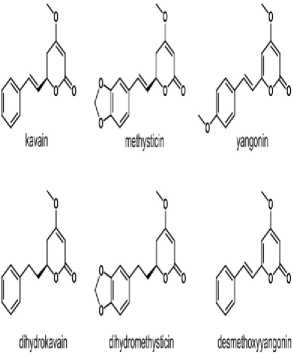 kavain
methysticin
yangonin
dihydrokavain
dihydromethysticin
desmethoxyyangonin